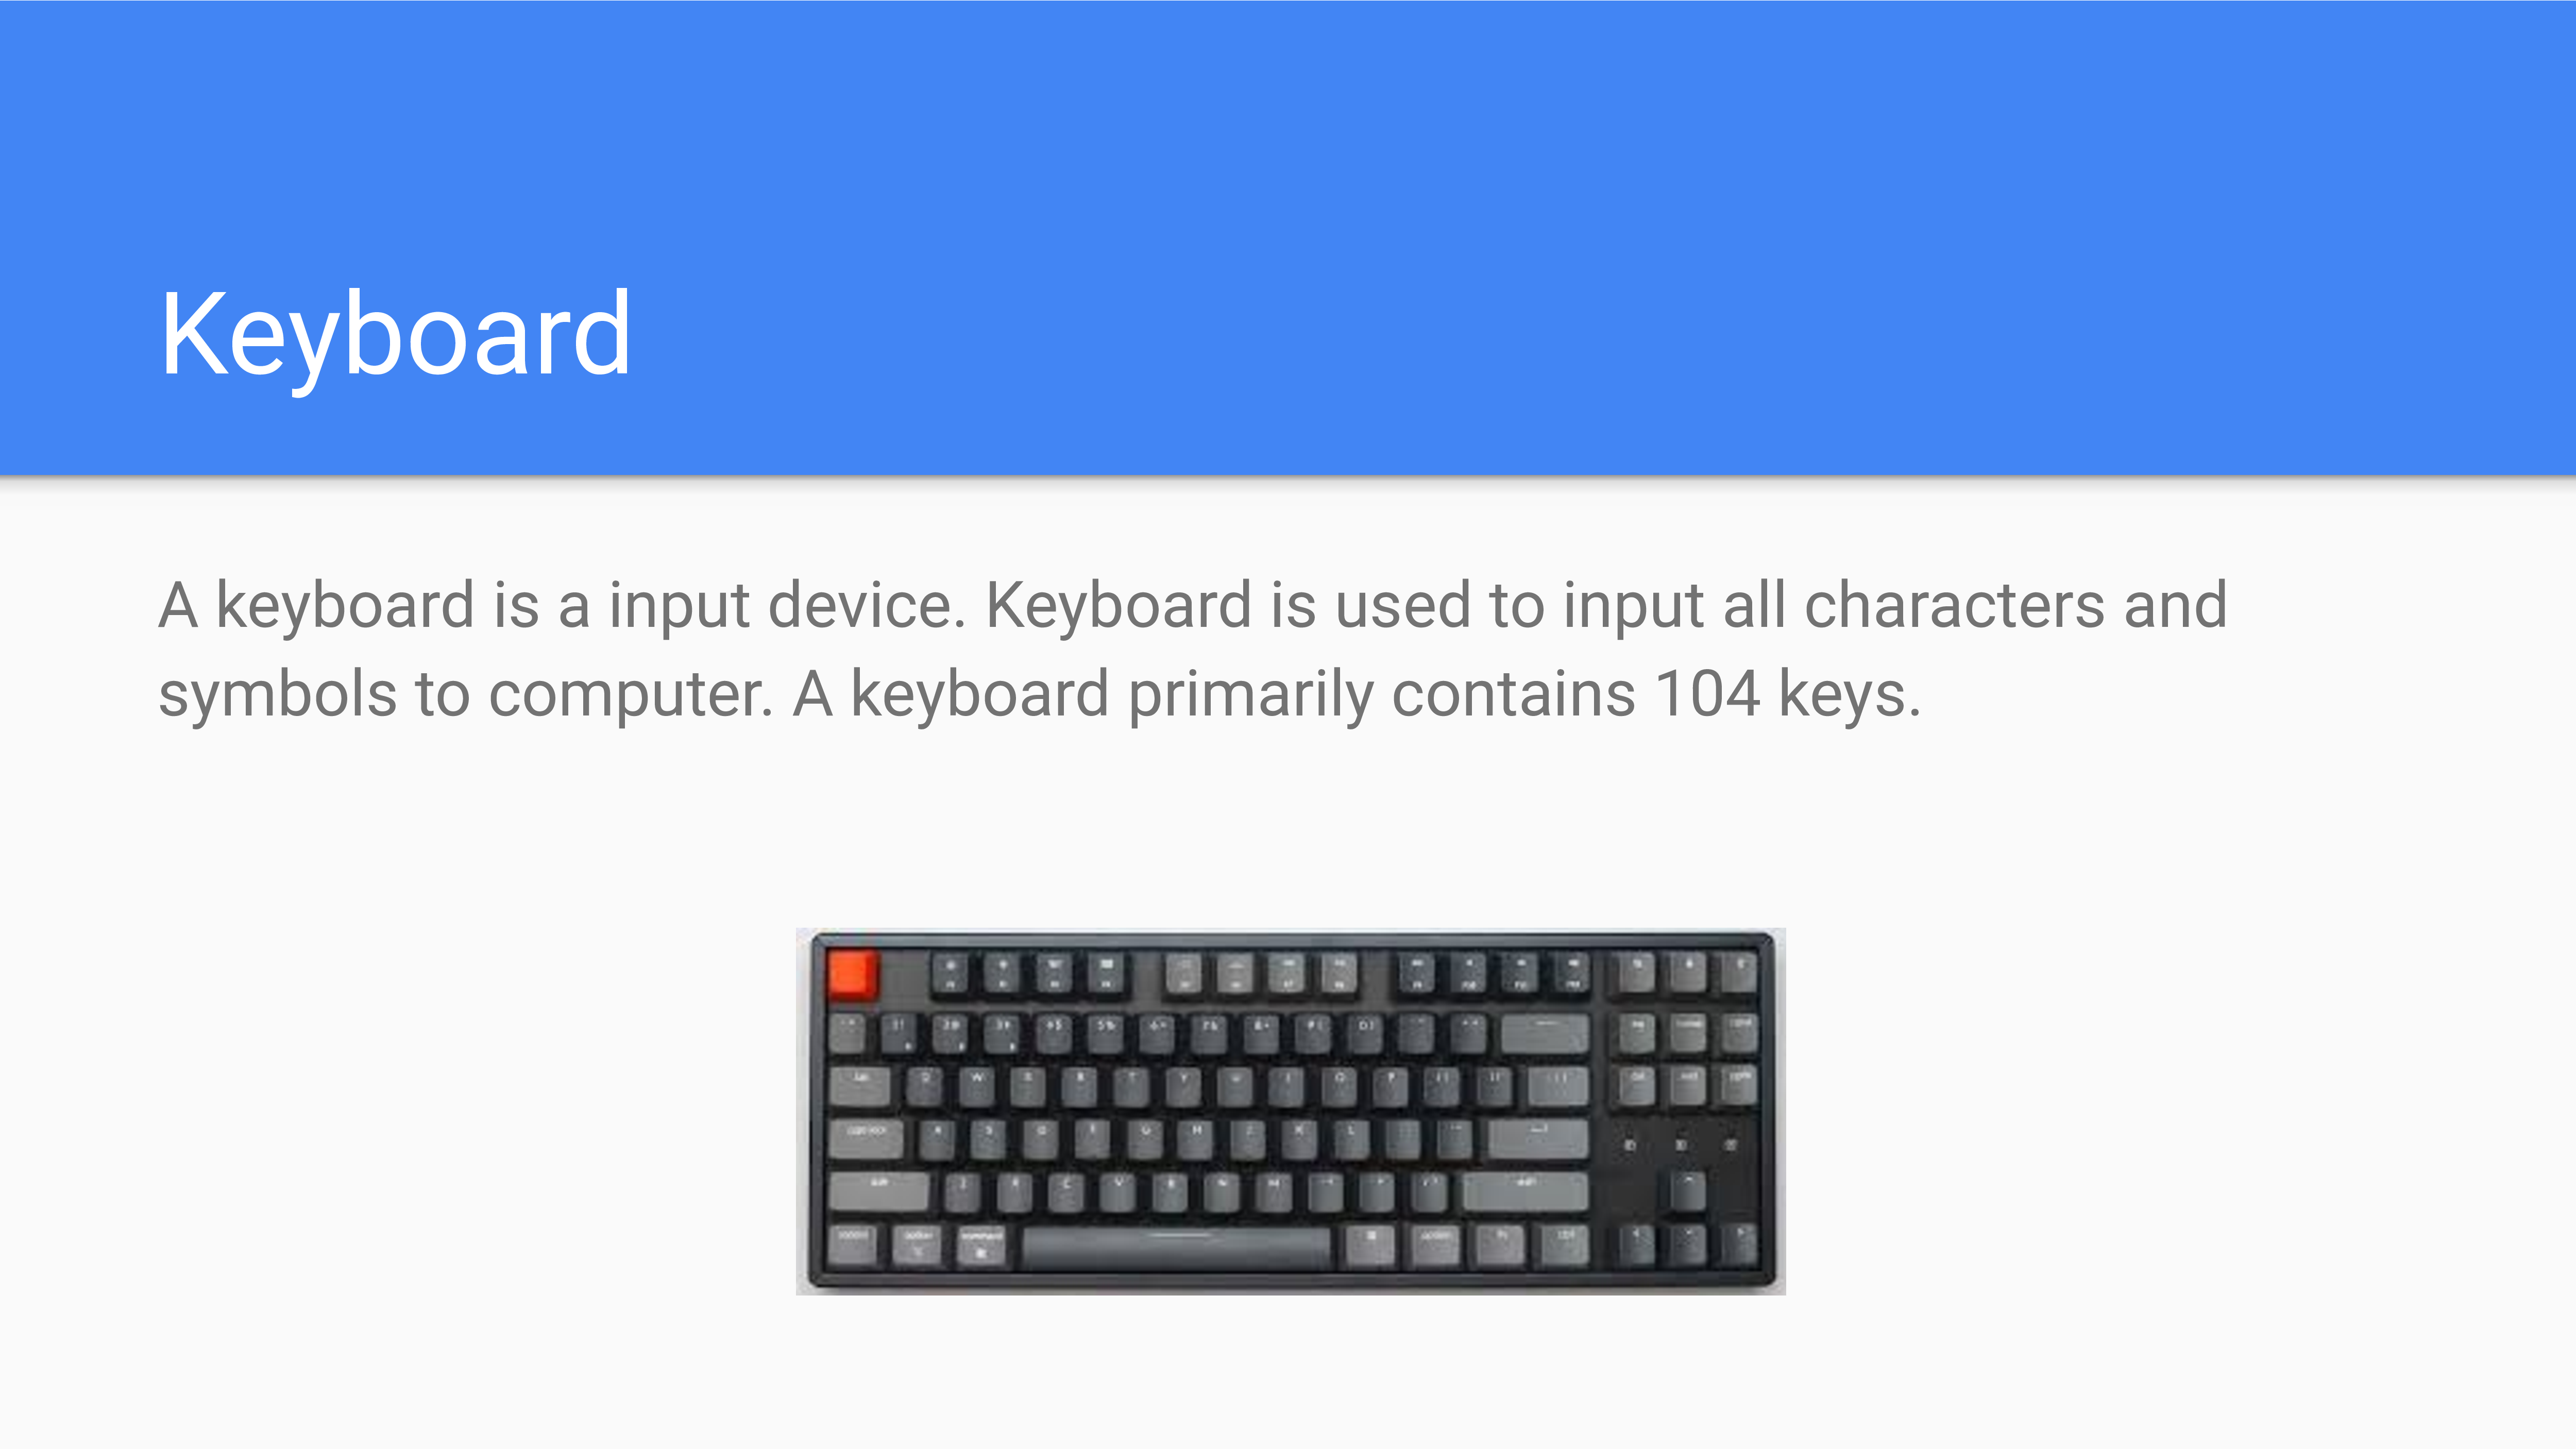 Keyboard
A keyboard is a input device. Keyboard is used to input all characters and
symbols to computer. A keyboard primarily contains 104 keys.